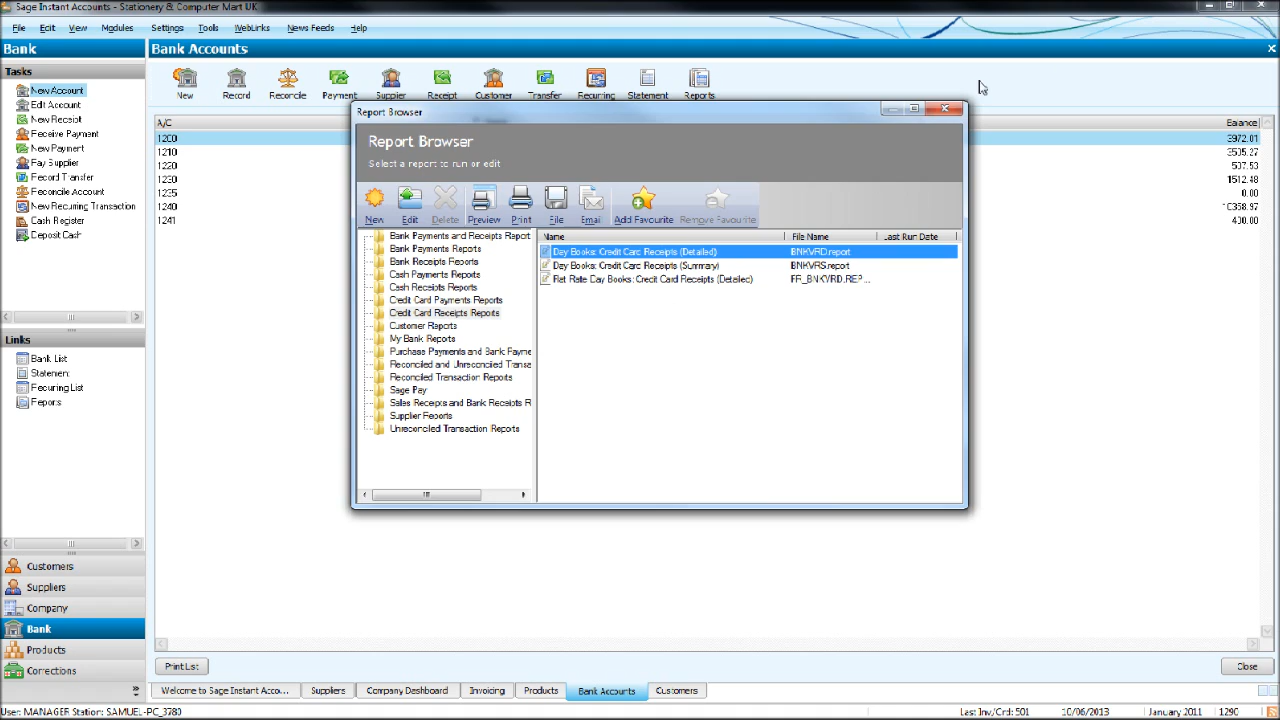 Sage Instant Accounts - Stationery & Computer Mart UK
File Edit View Modules Settings Tools WebLinks News Feeds Help
Bank
Bank Accounts
Tasks
New Account
Edit Account
New Receipt
Receive Payment
New Payment
Pay Supplier
Record Transfer
Reconcile Account
New Recurring Transaction
Cash Register
Deposit Cash
Links
Bank List
Statement
Recurring List
Reports
Customers
Suppliers
Company
Bank
Products
Corrections
New Record Reconcile Payment Supplier Receipt Customer Transfer Recurring Statement Reports
A/C Balance
1200 3972.01
1210
1220
1230 1512.48
1235 0.00
1240
1241 400.00
Report Browser
Report Browser
Select a report to run or edit
New Edit Delete Preview Print File Email Add Favourite Remove Favourite
Bank Payments and Receipts Report
Bank Payments Reports
Bank Receipts Reports
Cash Payments Reports
Cash Receipts Reports
Credit Card Payments Reports
Credit Card Receipts Reports
Customer Reports
My Bank Reports
Purchase Payments and Bank Payme
Reconciled and Unreconciled Transa
Reconciled Transaction Reports
Sage Pay
Sales Receipts and Bank Receipts R
Supplier Reports
Unreconciled Transaction Reports
Name File Name Last Run Date
Day Books: Credit Card Receipts (Detailed) BNKVRD.report
Day Books: Credit Card Receipts (Summary) BNKVRS.report
Flat Rate Day Books: Credit Card Receipts (Detailed) FR_BNKVRD.REP...
Print List
Close
Welcome to Sage Instant Acco... Suppliers Company Dashboard Invoicing Products Bank Accounts Customers
User: MANAGER Station: SAMUEL-PC_3780 Last Inv/Crd: 501 10/06/2013 January 2011 1290